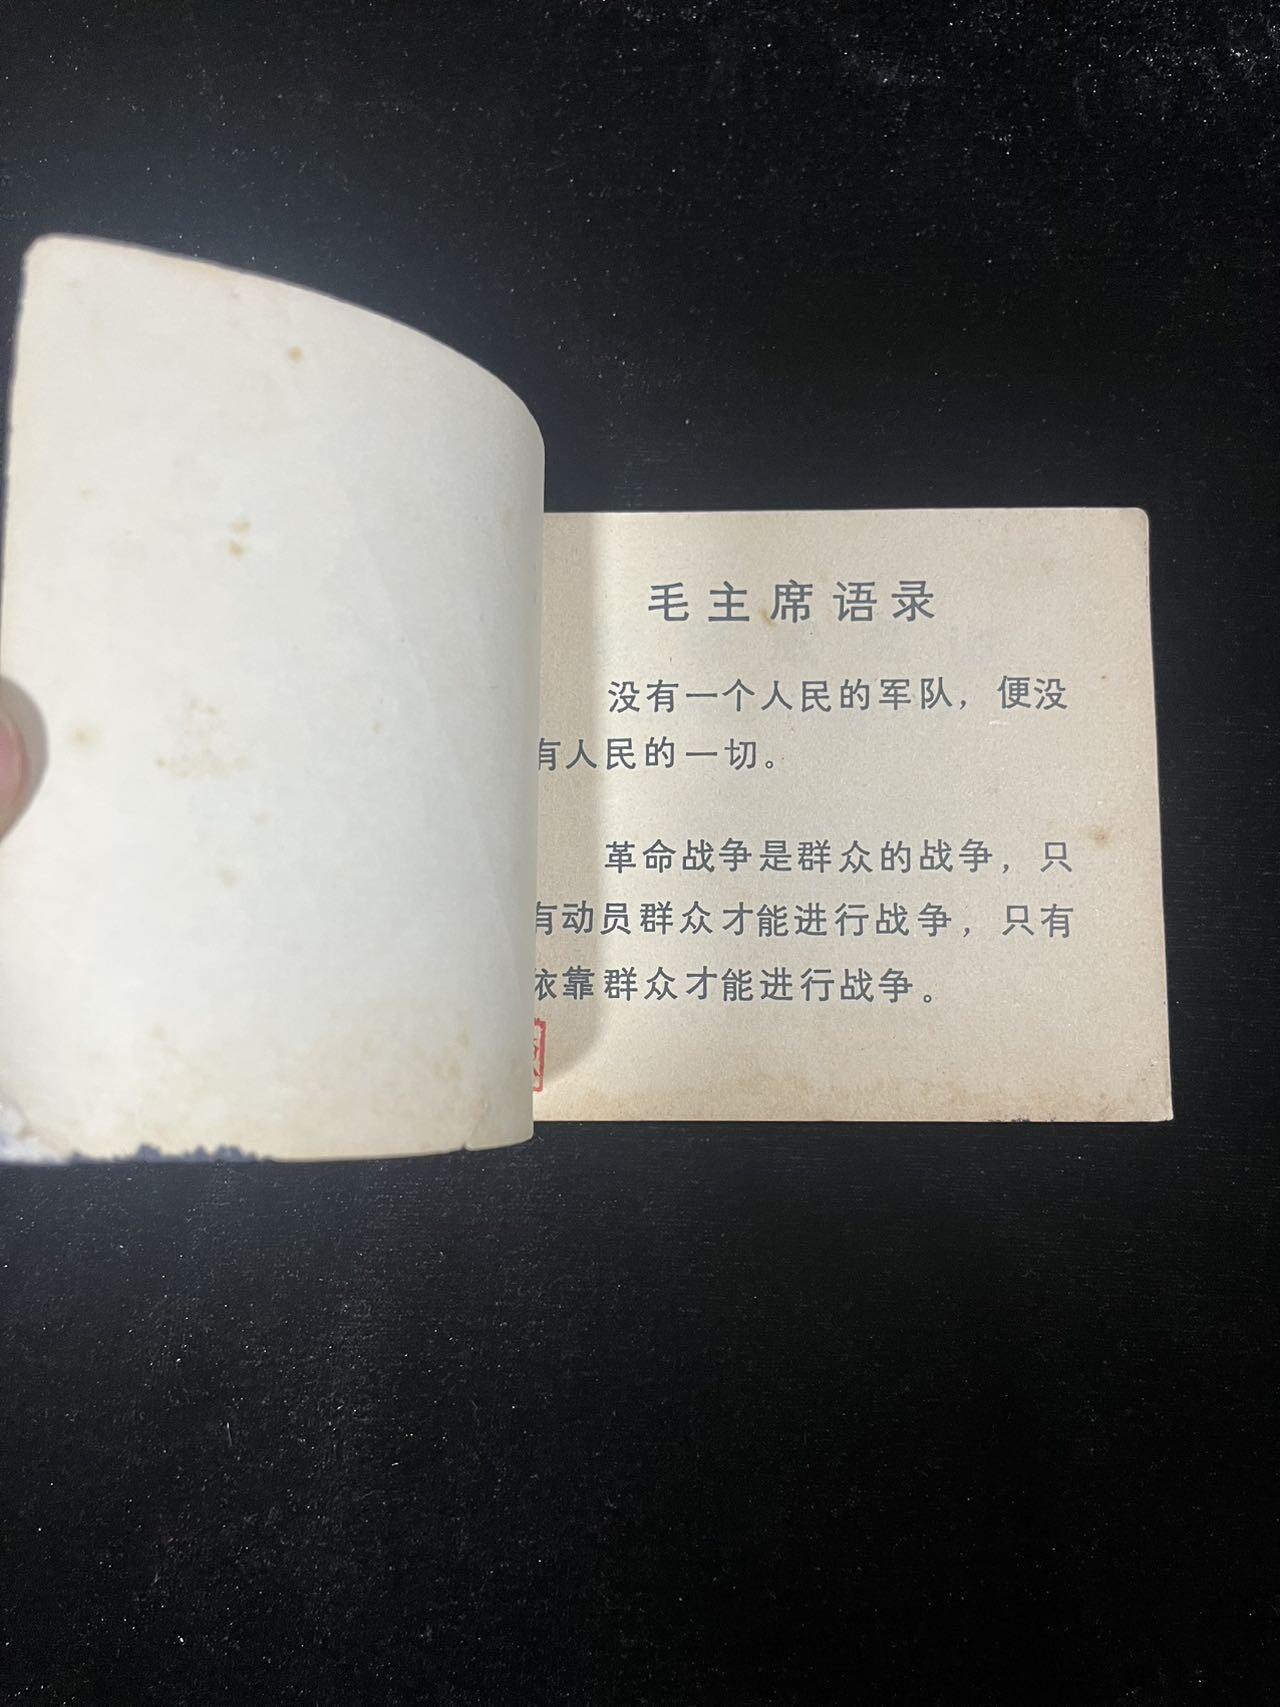 毛主席语录
没有一个人民的军队，便没
有人民的一切。
革命战争是群众的战争，只
有动员群众才能进行战争，只有
依靠群众才能进行战争。